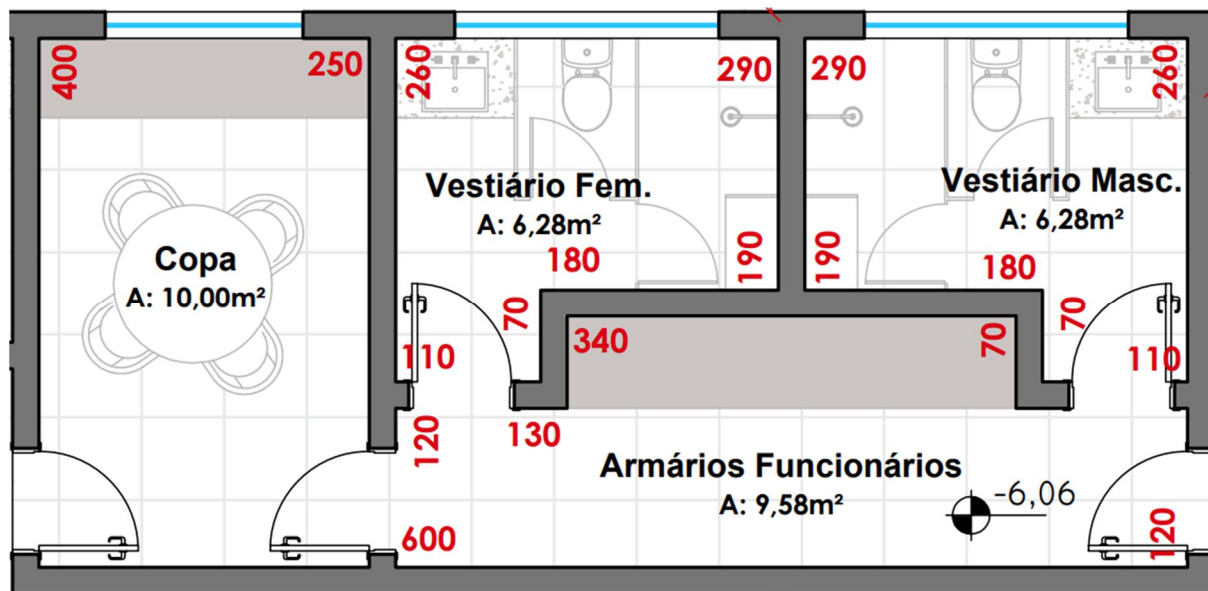 400
250
260
290
290
260
Vestiário Fem.
A: 6,28m²
Vestiário Masc.
A: 6,28m²
Copa
A: 10,00m²
180
190
190
180
70
340
70
70
110
110
120
130
Armários Funcionários
A: 9,58m²
-6,06
600
120